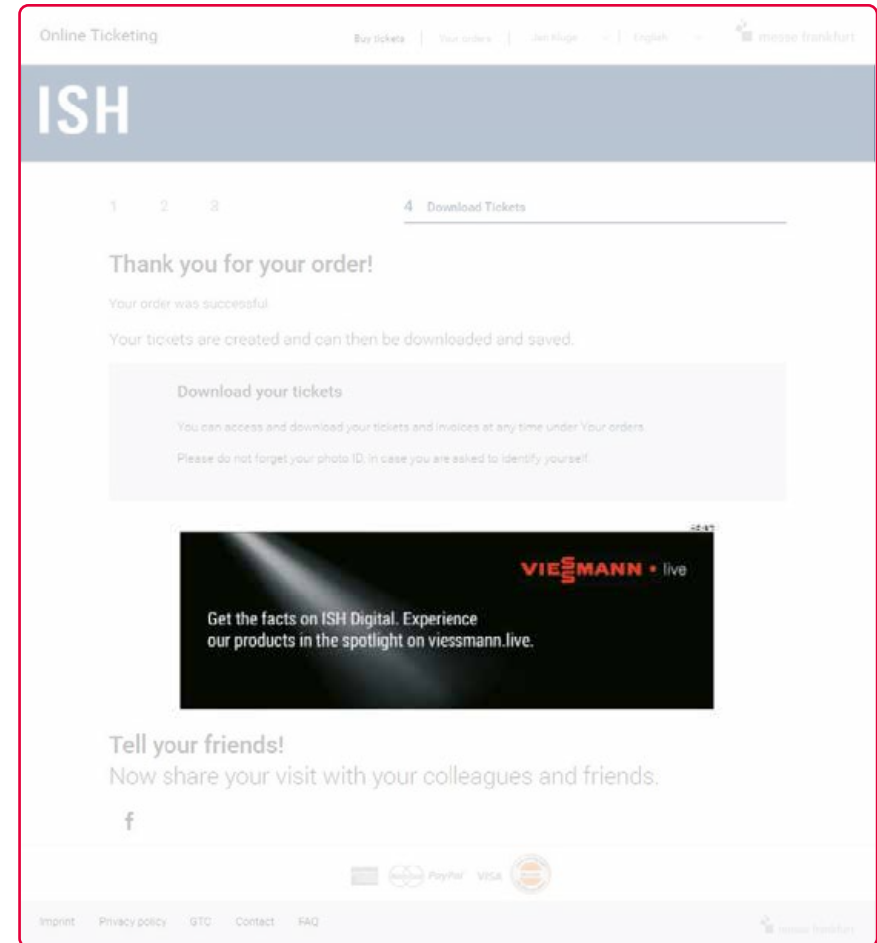 Online Ticketing
Buy tickets Your orders Jan Kluge English messe frankfurt
ISH
1 2 3 4 Download Tickets
Thank you for your order!
Your order was successful
Your tickets are created and can then be downloaded and saved.
Download your tickets
You can access and download your tickets and invoices at any time under Your orders.
Please do not forget your photo ID, in case you are asked to identify yourself.
VIESSMANN • live
Get the facts on ISH Digital. Experience
our products in the spotlight on viessmann.live.
Tell your friends!
Now share your visit with your colleagues and friends.
f
PayPal VISA
Imprint Privacy policy GTC Contact FAQ messe frankfurt